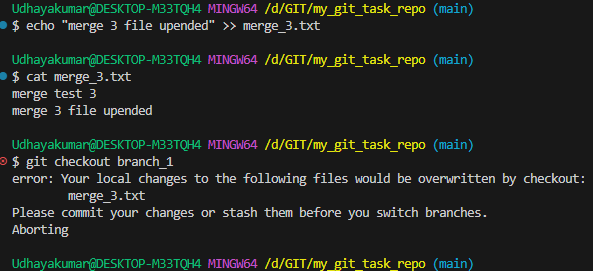 Udhayakumar@DESKTOP-M33TQH4 MINGW64 /d/GIT/my_git_task_repo (main)
$ echo "merge 3 file upended" >> merge_3.txt
Udhayakumar@DESKTOP-M33TQH4 MINGW64 /d/GIT/my_git_task_repo (main)
$ cat merge_3.txt
merge test 3
merge 3 file upended
Udhayakumar@DESKTOP-M33TQH4 MINGW64 /d/GIT/my_git_task_repo (main)
$ git checkout branch_1
error: Your local changes to the following files would be overwritten by checkout:
merge_3.txt
Please commit your changes or stash them before you switch branches.
Aborting
Udhayakumar@DESKTOP-M33TQH4 MINGW64 /d/GIT/my_git_task_repo (main)